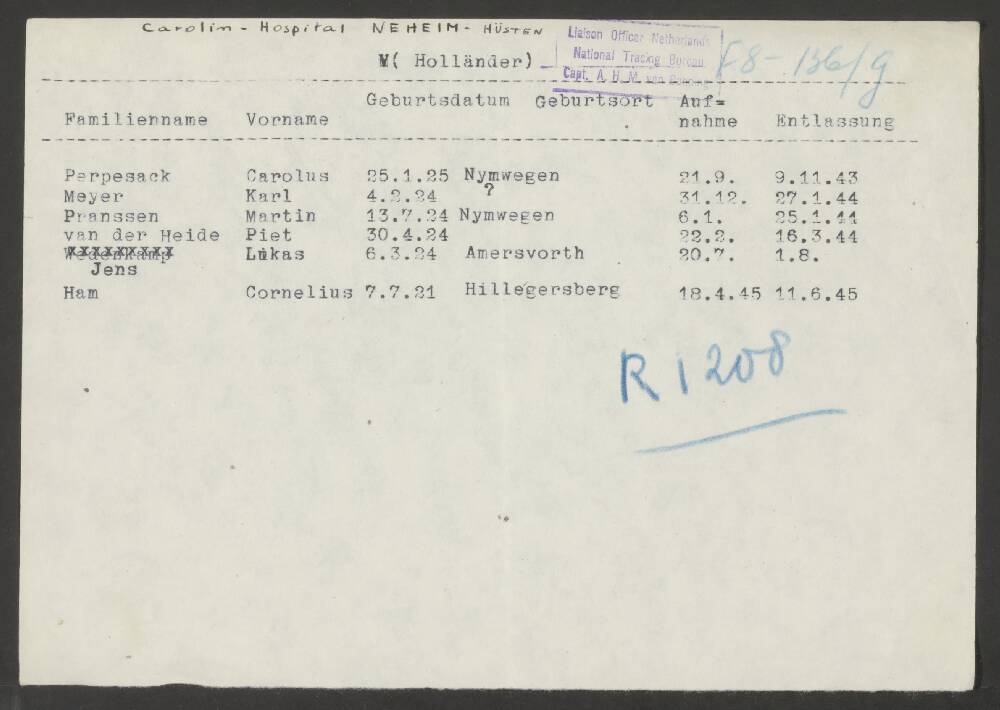 Carolin - Hospital NEHEIM - HÜSTEN
Liaison Officer Netherlands
National Tracing Bureau
Capt. A. H. M. van
F8-136/9
( Holländer)
Geburtsdatum Geburtsort Auf=
Familienname Vorname nahme Entlassung
Perpesack Carolus 25.1.25 Nymwegen 21.9. 9.11.43
Meyer Karl 4.2.24 ? 31.12. 27.1.44
Pranssen Martin 13.7.24 Nymwegen 6.1. 25.1.44
van der Heide Piet 30.4.24 22.2. 16.3.44
Wedenkamp Lukas 6.3.24 Amersvorth 20.7. 1.8.
Jens
Ham Cornelius 7.7.21 Hillegersberg 18.4.45 11.6.45
R 1208